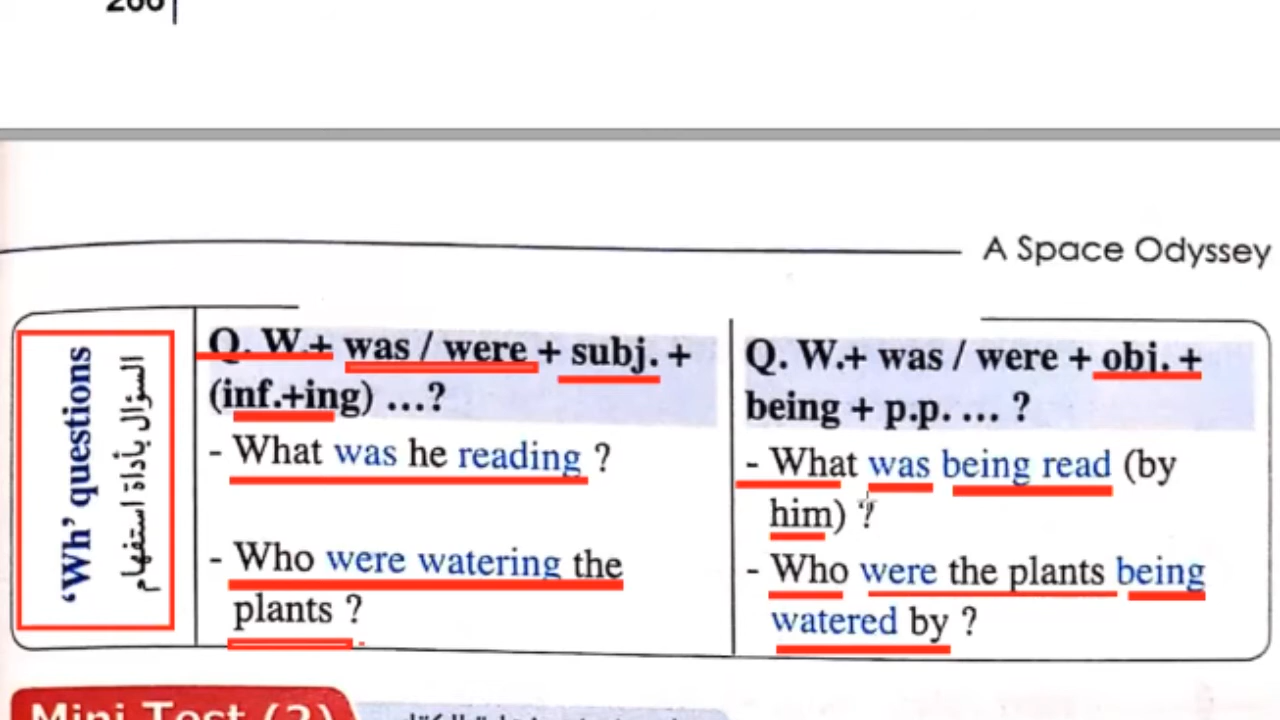 266
A Space Odyssey
'Wh' questions
السؤال بأداة استفهام
Q. W.+ was / were + subj. +
(inf.+ing) ...?
- What was he reading ?
- Who were watering the
plants ?
Q. W.+ was / were + obj. +
being + p.p. ... ?
- What was being read (by
him) ?
- Who were the plants being
watered by ?
Mini Test (2)